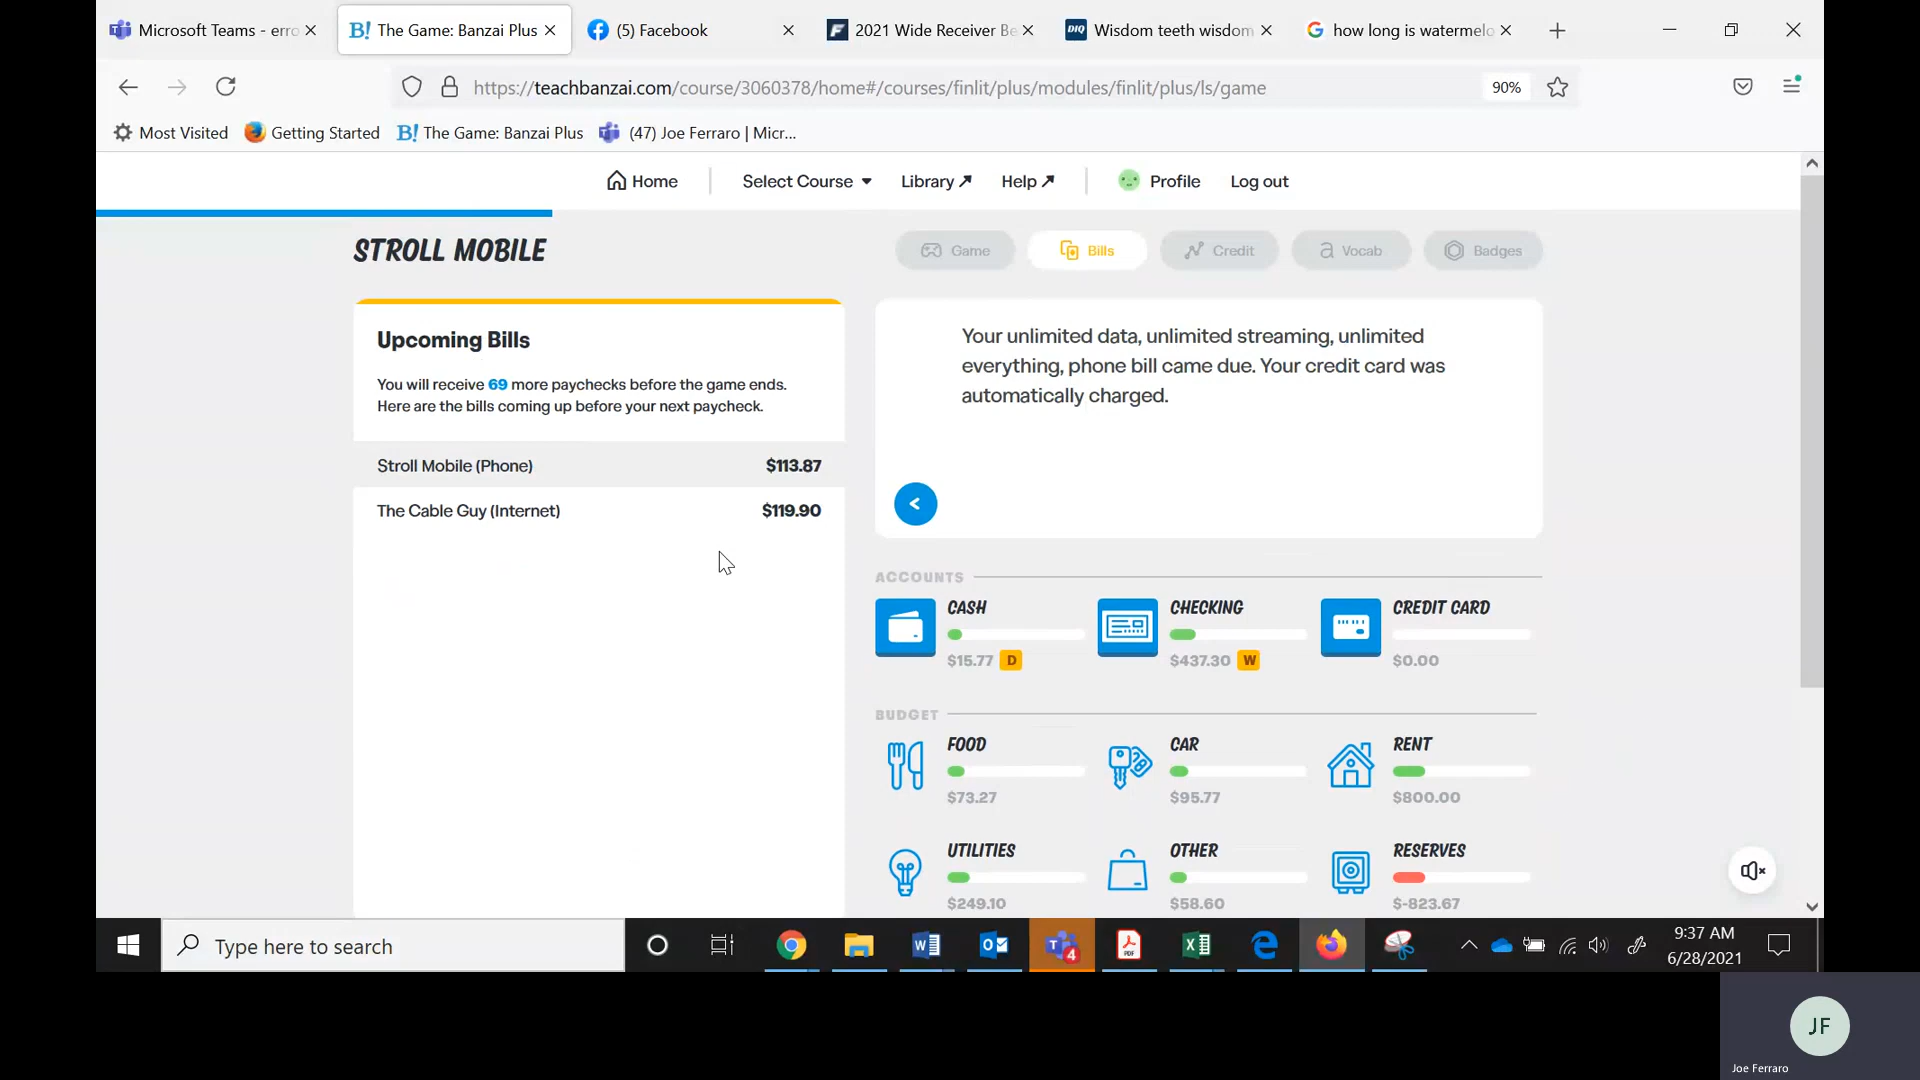 Microsoft Teams - erro
The Game: Banzai Plus
(5) Facebook
2021 Wide Receiver Be
DIQ Wisdom teeth wisdom
how long is watermelo
https://teachbanzai.com/course/3060378/home#/courses/finlit/plus/modules/finlit/plus/ls/game
90%
Most Visited
Getting Started
B! The Game: Banzai Plus
(47) Joe Ferraro | Micr...
Home
Select Course
Library
Help
Profile
Log out
STROLL MOBILE
Game
Bills
Credit
Vocab
Badges
Upcoming Bills
You will receive 69 more paychecks before the game ends.
Here are the bills coming up before your next paycheck.
Stroll Mobile (Phone) $113.87
The Cable Guy (Internet) $119.90
Your unlimited data, unlimited streaming, unlimited
everything, phone bill came due. Your credit card was
automatically charged.
ACCOUNTS
CASH
$15.77 D
CHECKING
$437.30 W
CREDIT CARD
$0.00
BUDGET
FOOD
$73.27
CAR
$95.77
RENT
$800.00
UTILITIES
$249.10
OTHER
$58.60
RESERVES
$-823.67
Type here to search
4
9:37 AM
6/28/2021
JF
Joe Ferraro